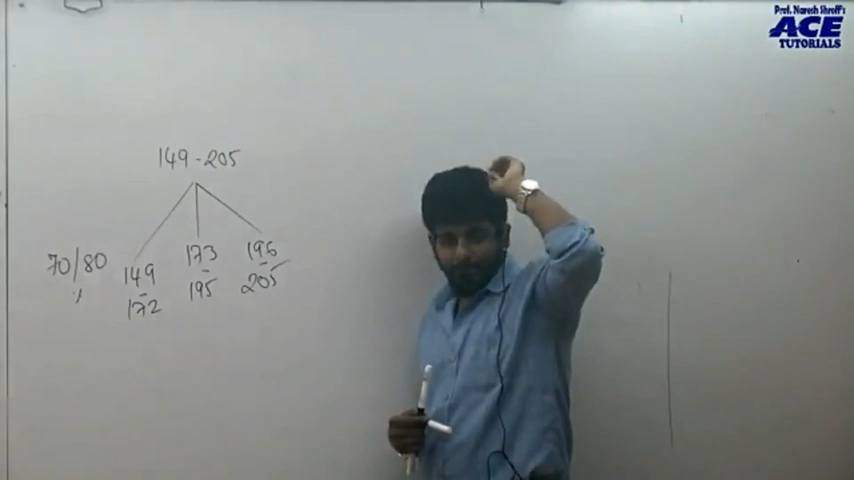 Prof. Naresh Shroff's
ACE
TUTORIALS
149 - 205
70/80
149 - 172
173 - 195
196 - 205